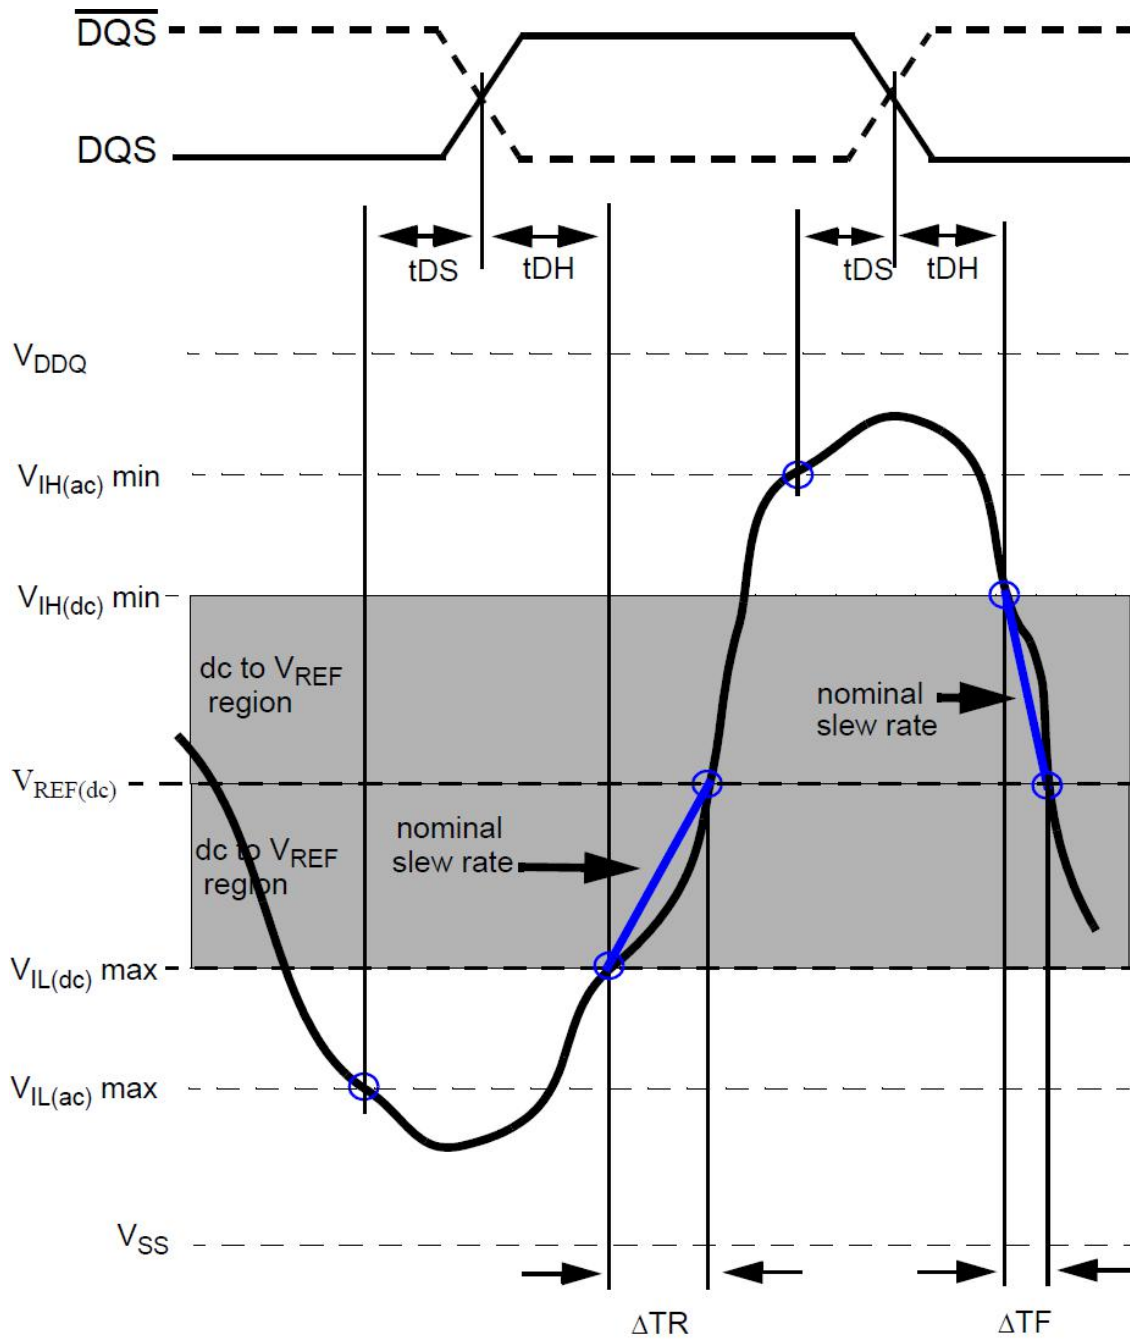 D̅Q̅S̅
DQS
tDS
tDH
tDS
tDH
VDDQ
VIH(ac) min
VIH(dc) min
dc to VREF
region
nominal
slew rate
VREF(dc)
nominal
slew rate
dc to VREF
region
VIL(dc) max
VIL(ac) max
VSS
ΔTR
ΔTF